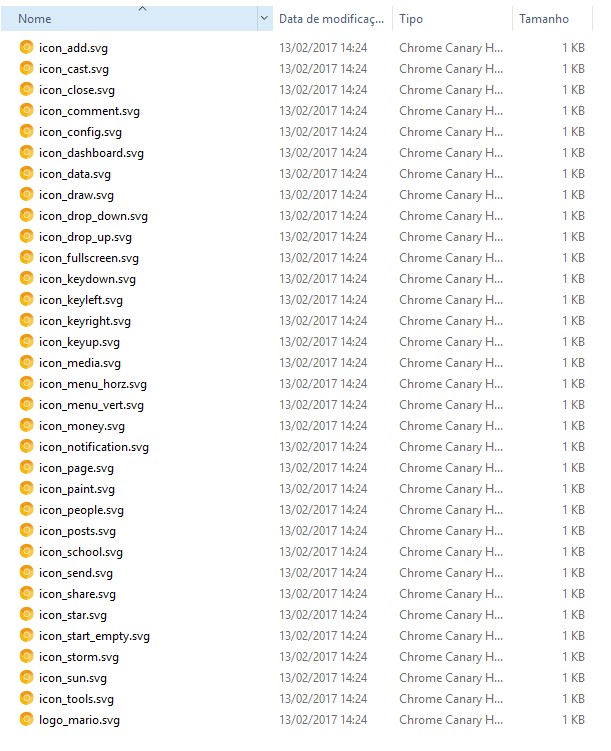 Nome Data de modificaç... Tipo Tamanho
icon_add.svg 13/02/2017 14:24 Chrome Canary H... 1 KB
icon_cast.svg 13/02/2017 14:24 Chrome Canary H... 1 KB
icon_close.svg 13/02/2017 14:24 Chrome Canary H... 1 KB
icon_comment.svg 13/02/2017 14:24 Chrome Canary H... 1 KB
icon_config.svg 13/02/2017 14:24 Chrome Canary H... 1 KB
icon_dashboard.svg 13/02/2017 14:24 Chrome Canary H... 1 KB
icon_data.svg 13/02/2017 14:24 Chrome Canary H... 1 KB
icon_draw.svg 13/02/2017 14:24 Chrome Canary H... 1 KB
icon_drop_down.svg 13/02/2017 14:24 Chrome Canary H... 1 KB
icon_drop_up.svg 13/02/2017 14:24 Chrome Canary H... 1 KB
icon_fullscreen.svg 13/02/2017 14:24 Chrome Canary H... 1 KB
icon_keydown.svg 13/02/2017 14:24 Chrome Canary H... 1 KB
icon_keyleft.svg 13/02/2017 14:24 Chrome Canary H... 1 KB
icon_keyright.svg 13/02/2017 14:24 Chrome Canary H... 1 KB
icon_keyup.svg 13/02/2017 14:24 Chrome Canary H... 1 KB
icon_media.svg 13/02/2017 14:24 Chrome Canary H... 1 KB
icon_menu_horz.svg 13/02/2017 14:24 Chrome Canary H... 1 KB
icon_menu_vert.svg 13/02/2017 14:24 Chrome Canary H... 1 KB
icon_money.svg 13/02/2017 14:24 Chrome Canary H... 1 KB
icon_notification.svg 13/02/2017 14:24 Chrome Canary H... 1 KB
icon_page.svg 13/02/2017 14:24 Chrome Canary H... 1 KB
icon_paint.svg 13/02/2017 14:24 Chrome Canary H... 1 KB
icon_people.svg 13/02/2017 14:24 Chrome Canary H... 1 KB
icon_posts.svg 13/02/2017 14:24 Chrome Canary H... 1 KB
icon_school.svg 13/02/2017 14:24 Chrome Canary H... 1 KB
icon_send.svg 13/02/2017 14:24 Chrome Canary H... 1 KB
icon_share.svg 13/02/2017 14:24 Chrome Canary H... 1 KB
icon_star.svg 13/02/2017 14:24 Chrome Canary H... 1 KB
icon_start_empty.svg 13/02/2017 14:24 Chrome Canary H... 1 KB
icon_storm.svg 13/02/2017 14:24 Chrome Canary H... 1 KB
icon_sun.svg 13/02/2017 14:24 Chrome Canary H... 1 KB
icon_tools.svg 13/02/2017 14:24 Chrome Canary H... 1 KB
logo_mario.svg 13/02/2017 14:24 Chrome Canary H... 1 KB